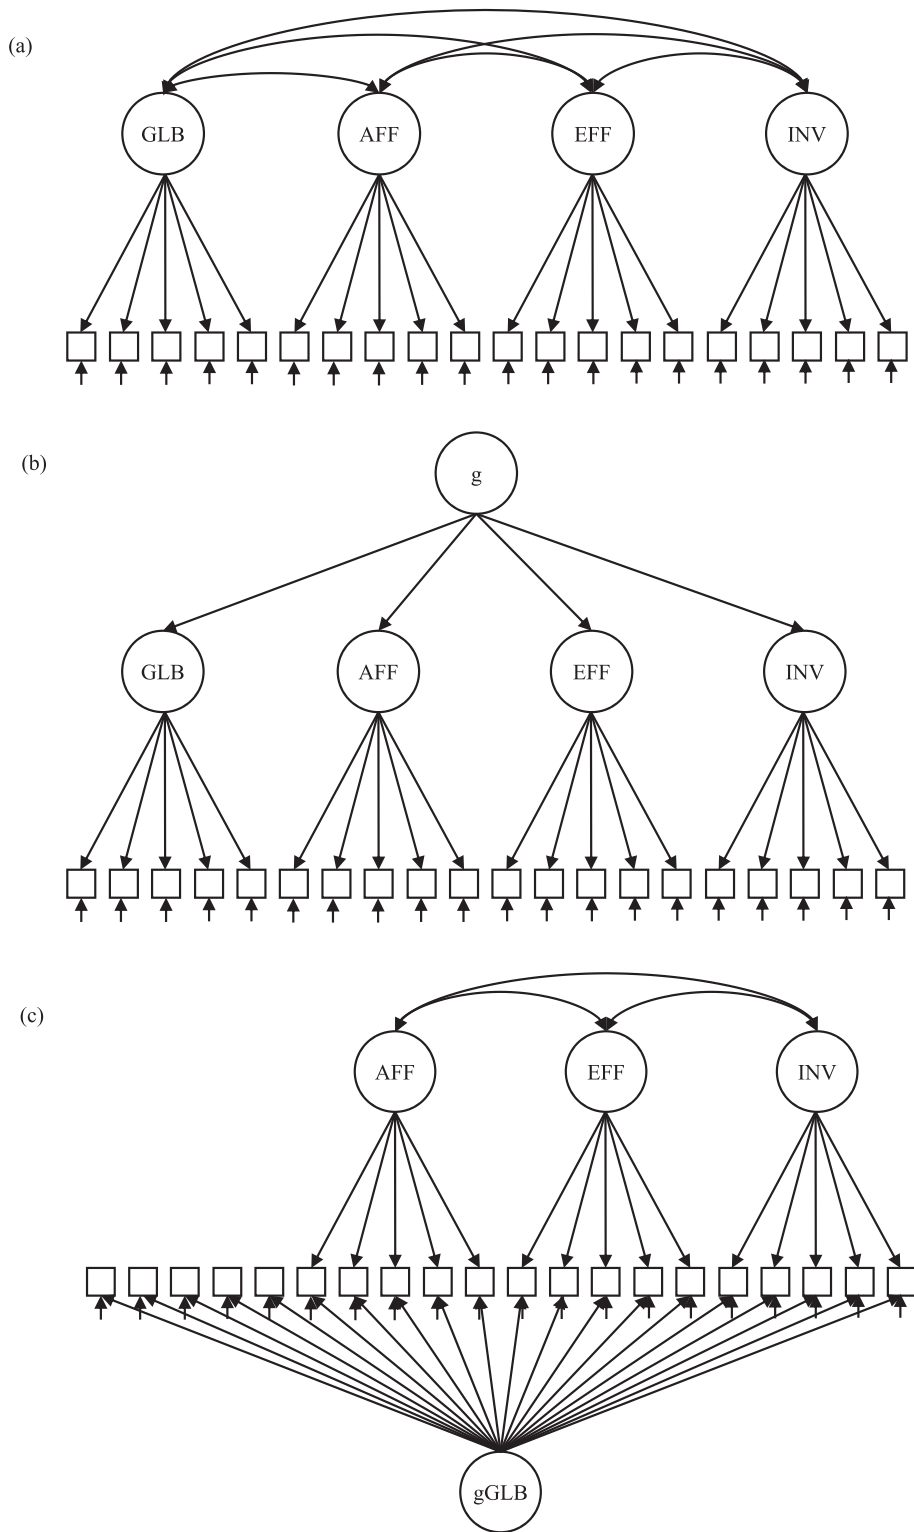 (a)
GLB AFF EFF INV
(b)
g
GLB AFF EFF INV
(c)
AFF EFF INV
gGLB